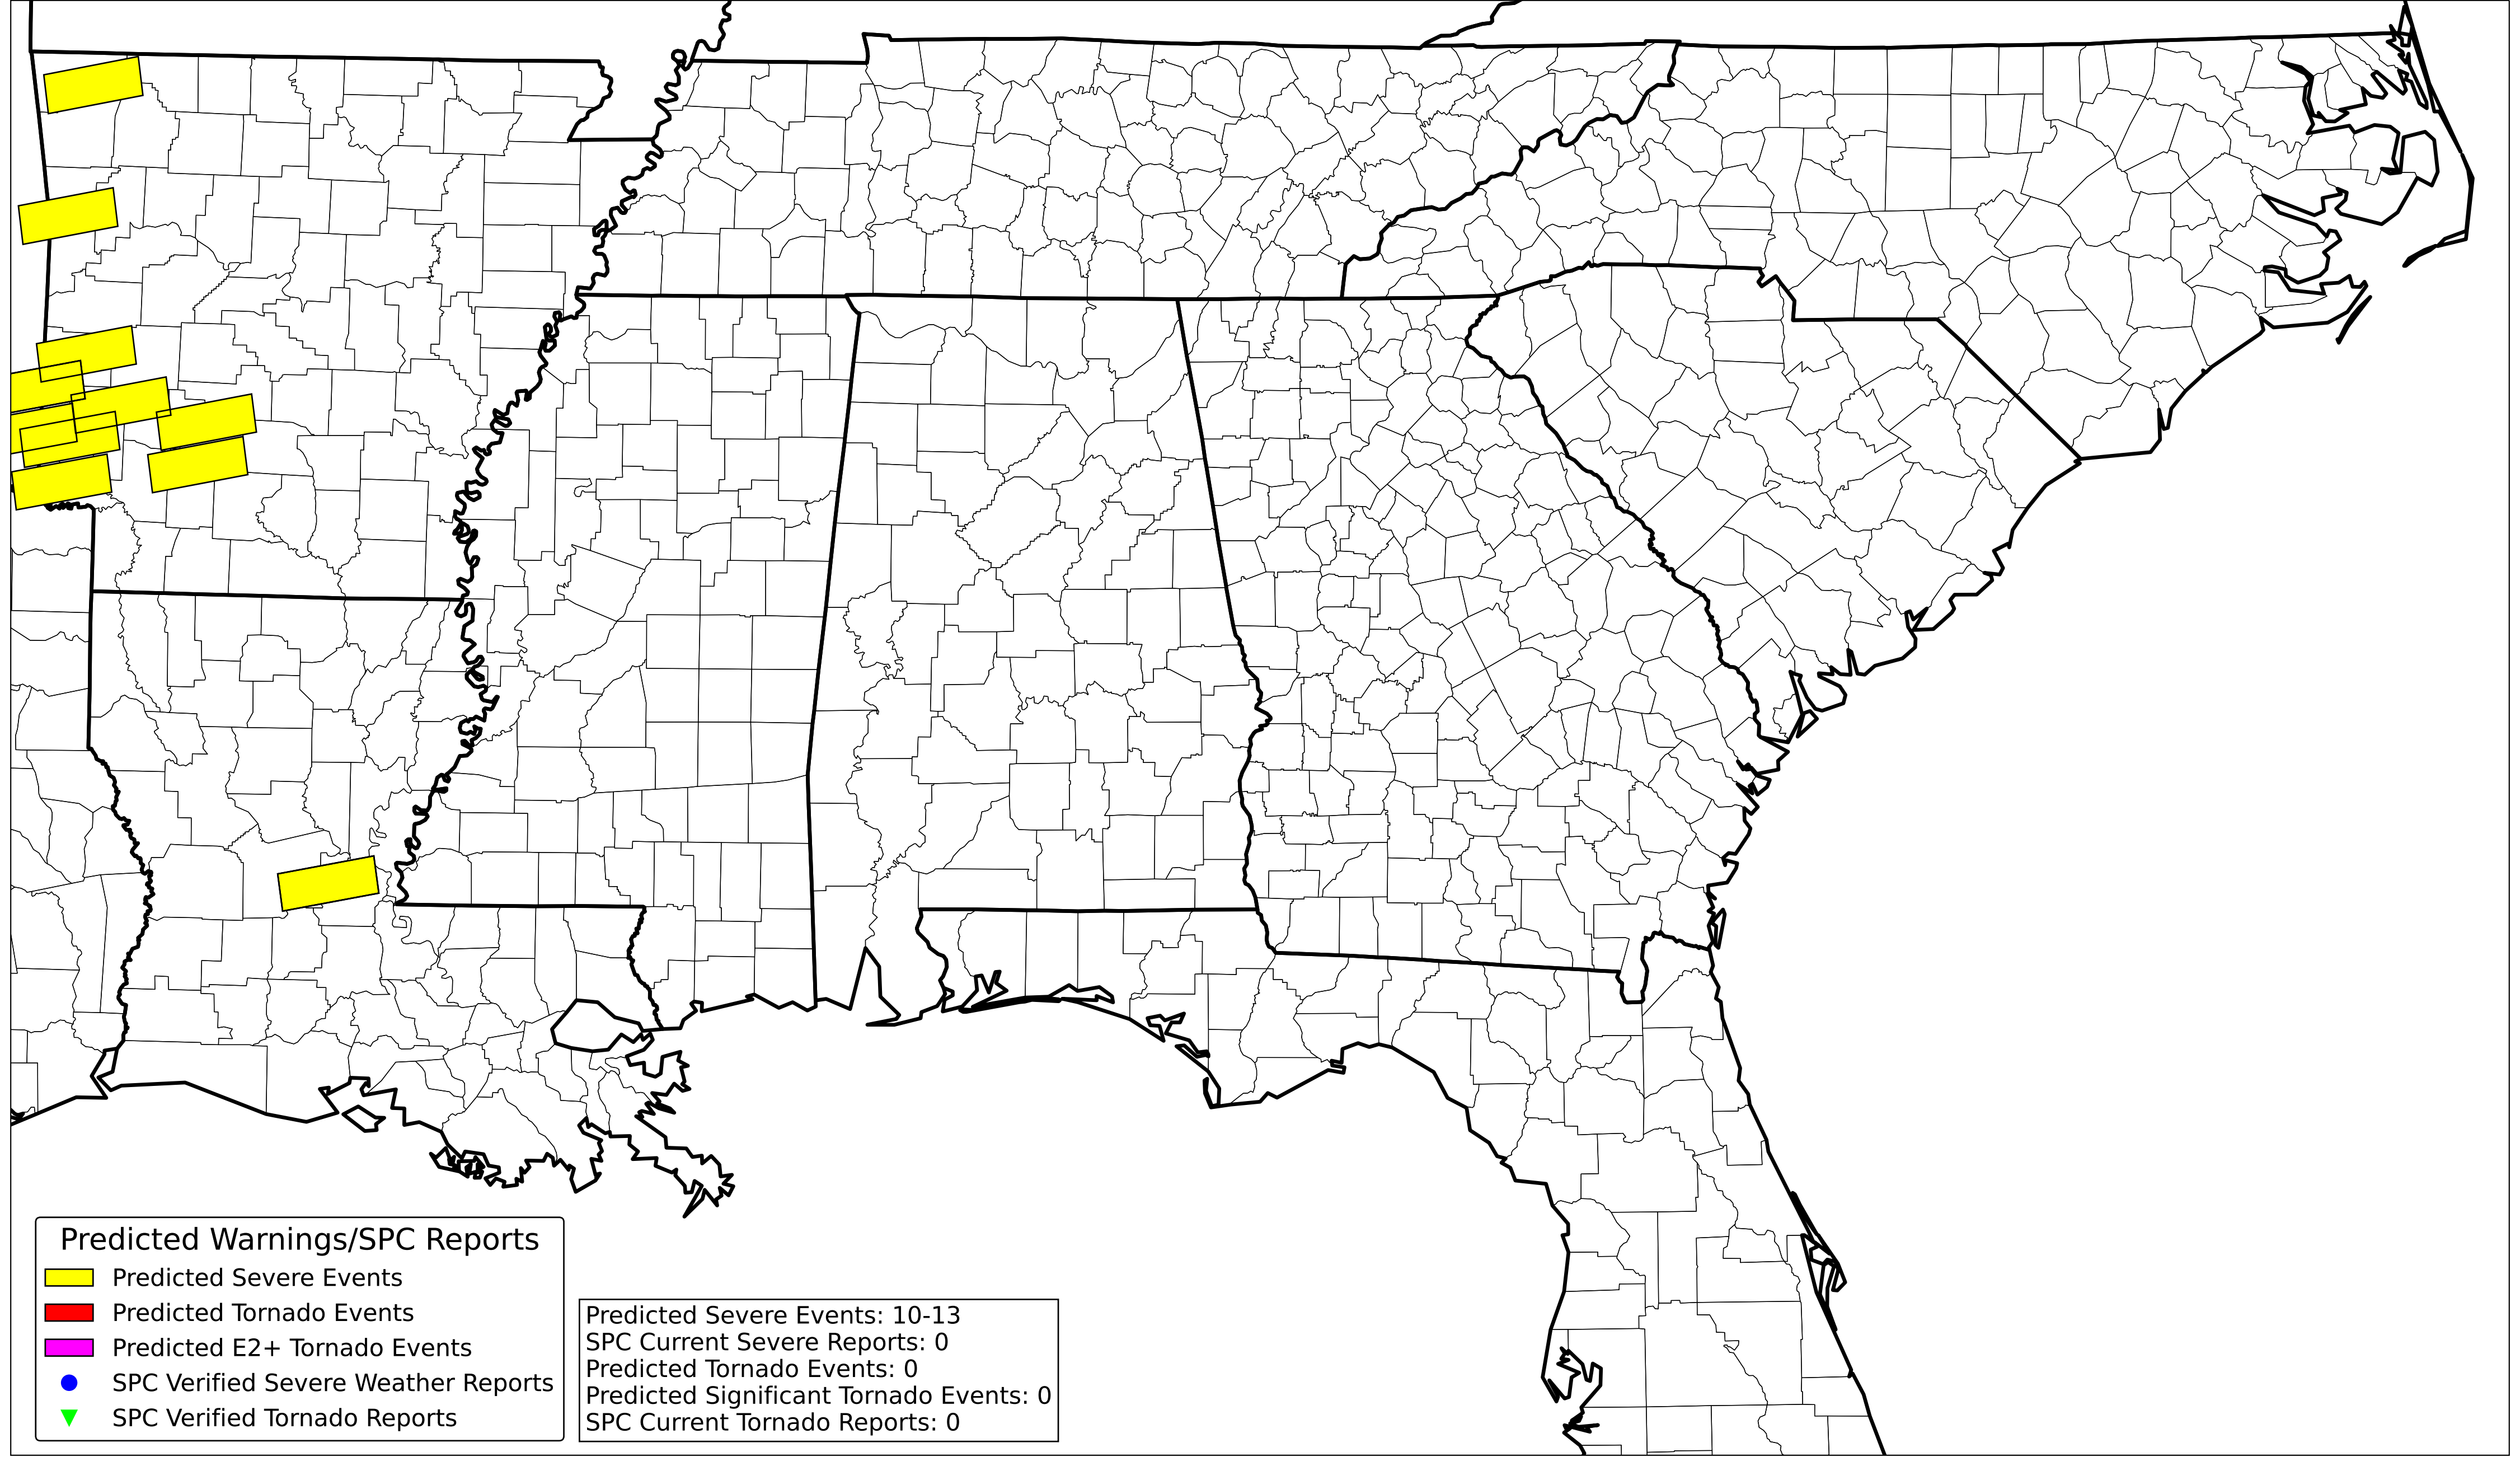 Predicted Warnings/SPC Reports
Predicted Severe Events
Predicted Tornado Events
Predicted E2+ Tornado Events
SPC Verified Severe Weather Reports
SPC Verified Tornado Reports
Predicted Severe Events: 10-13
SPC Current Severe Reports: 0
Predicted Tornado Events: 0
Predicted Significant Tornado Events: 0
SPC Current Tornado Reports: 0